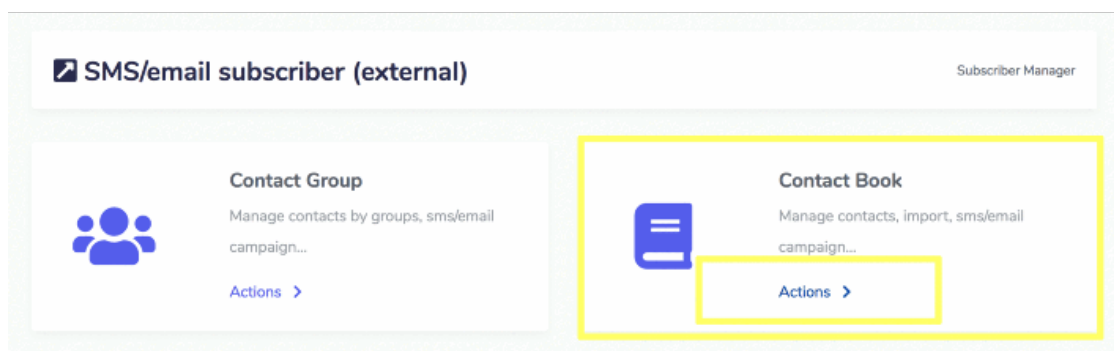 SMS/email subscriber (external)
Subscriber Manager
Contact Group
Manage contacts by groups, sms/email
campaign...
Actions
Contact Book
Manage contacts, import, sms/email
campaign...
Actions